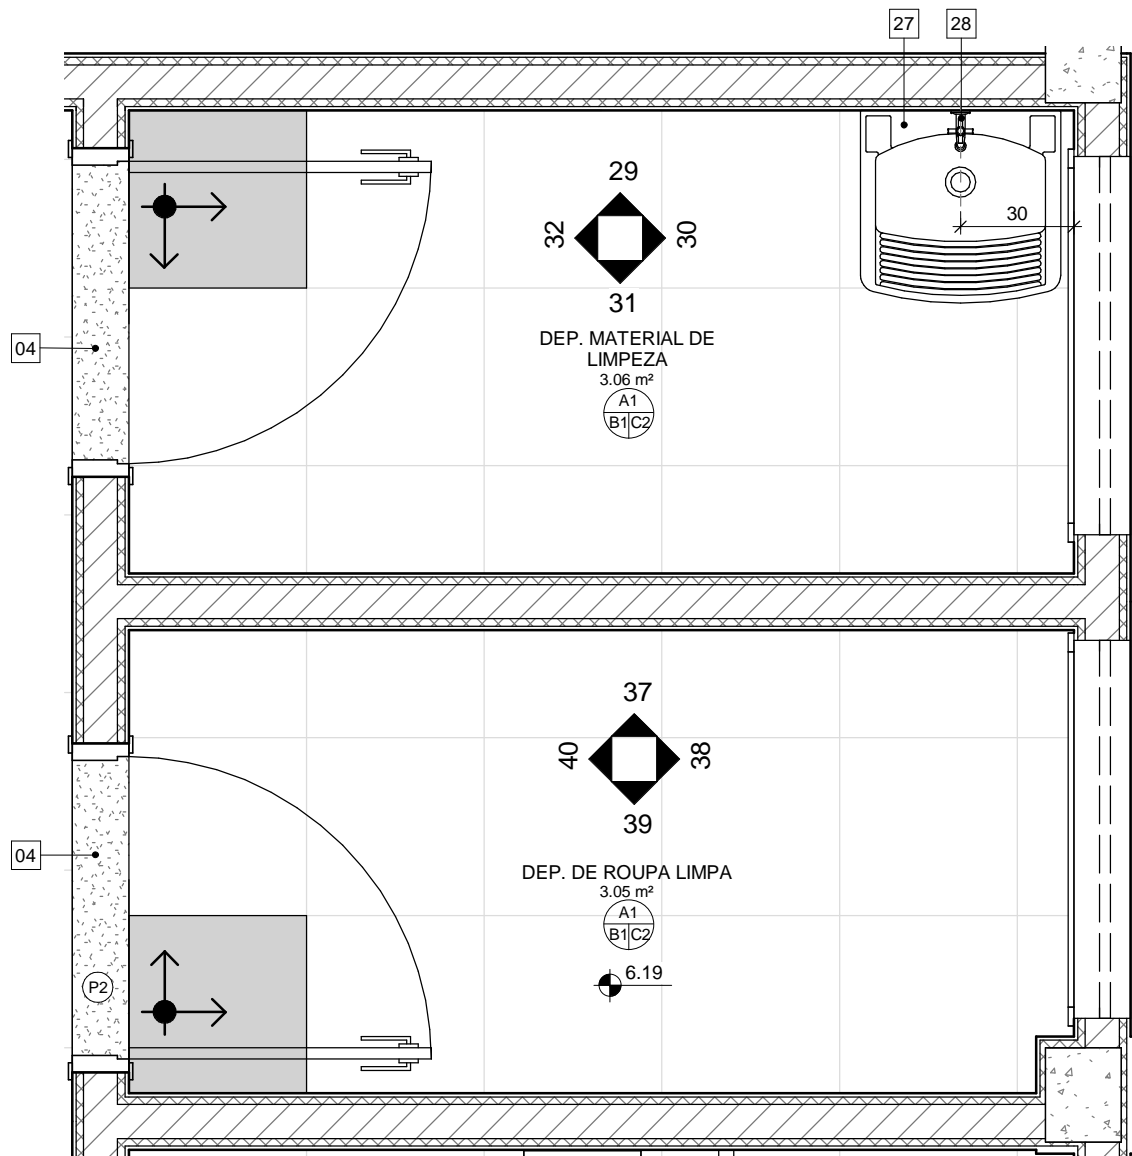 27 28
29
32 30
31
30
04
DEP. MATERIAL DE
LIMPEZA
3.06 m²
A1
B1 C2
37
40 38
39
04
DEP. DE ROUPA LIMPA
3.05 m²
A1
B1 C2
6.19
P2